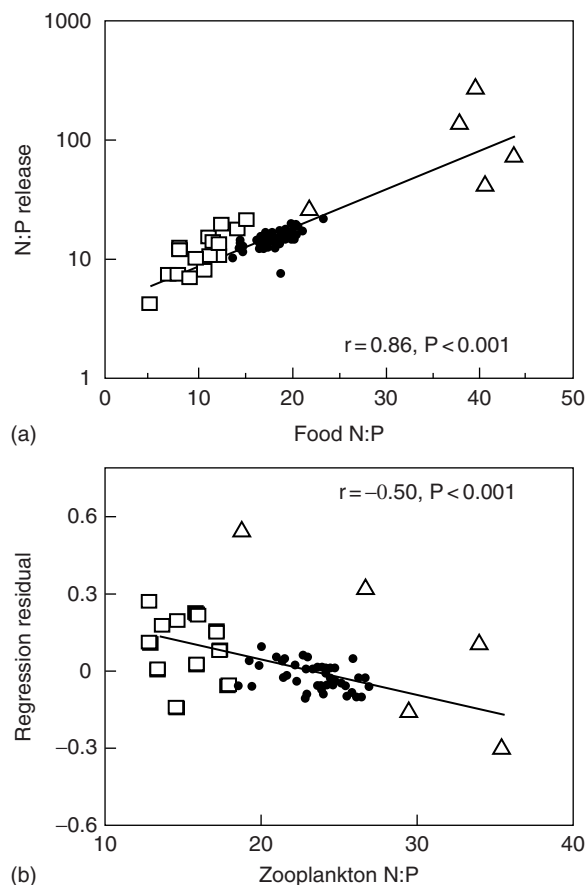 1000
100
10
1
N:P release
r = 0.86, P < 0.001
0 10 20 30 40 50
(a)
Food N:P
r = −0.50, P < 0.001
0.6
0.3
0
−0.3
−0.6
Regression residual
10 20 30 40
(b)
Zooplankton N:P